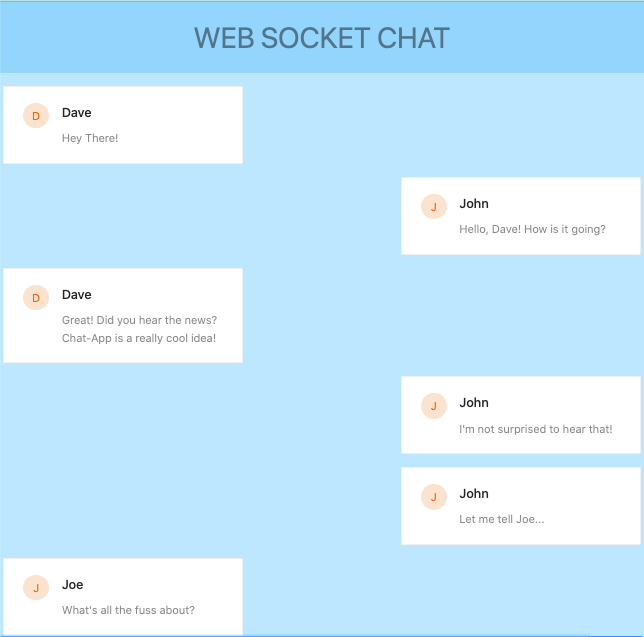 WEB SOCKET CHAT
D
Dave
Hey There!
J
John
Hello, Dave! How is it going?
D
Dave
Great! Did you hear the news?
Chat-App is a really cool idea!
J
John
I'm not surprised to hear that!
J
John
Let me tell Joe...
J
Joe
What's all the fuss about?